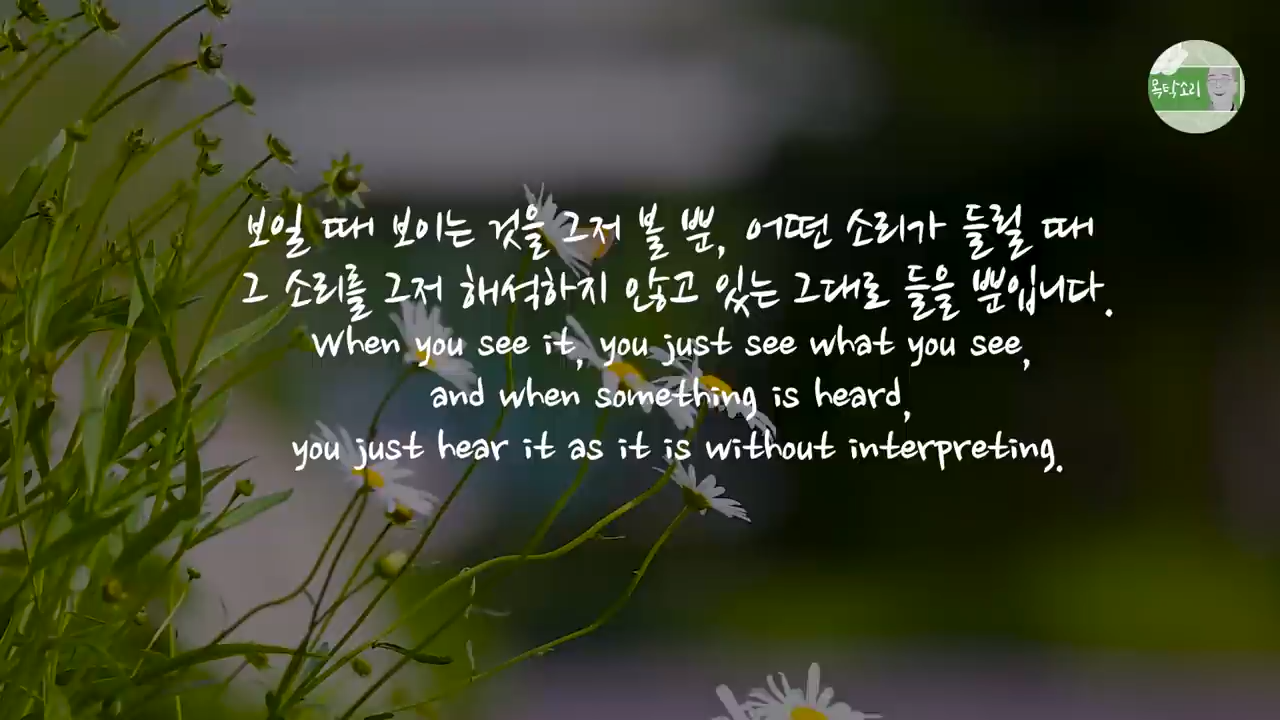 목탁소리
보일 때 보이는 것을 그저 볼 뿐, 어떤 소리가 들릴 때
그 소리를 그저 해석하지 않고 있는 그대로 들을 뿐입니다.
When you see it, you just see what you see,
and when something is heard,
you just hear it as it is without interpreting.